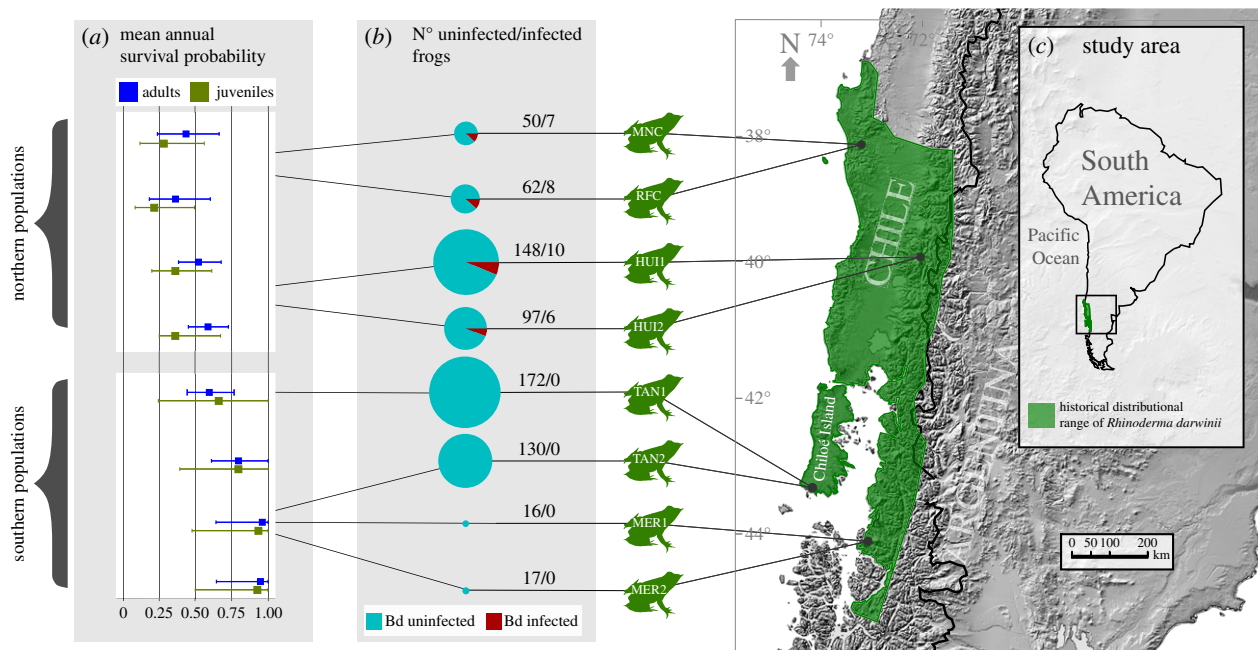 (a) mean annual
survival probability
adults juveniles
northern populations
southern populations
0 0.25 0.50 0.75 1.00
(b) N° uninfected/infected
frogs
50/7
62/8
148/10
97/6
172/0
130/0
16/0
17/0
Bd uninfected Bd infected
MNC
RFC
HUI1
HUI2
TAN1
TAN2
MER1
MER2
N
74° 72°
38°
40°
42°
44°
CHILE
Chiloé Island
ARGENTINA
(c) study area
South
America
Pacific
Ocean
historical distributional
range of Rhinoderma darwinii
0 50 100 200
km